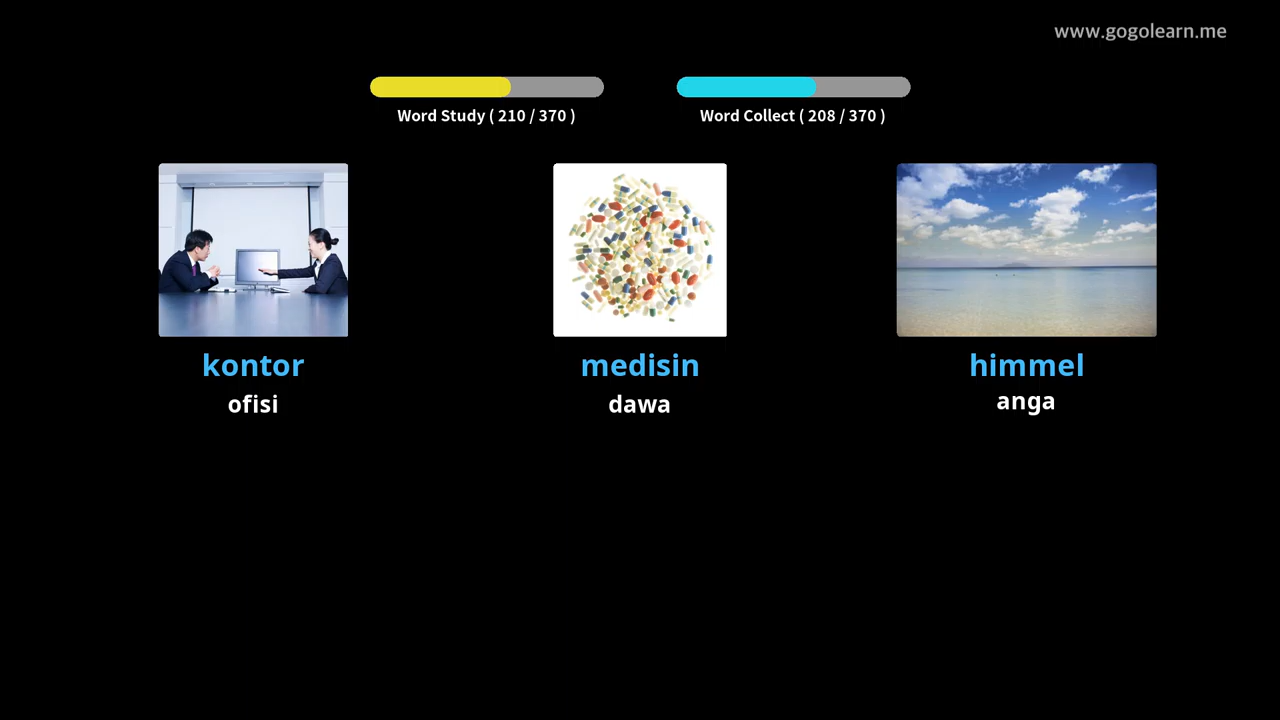 www.gogolearn.me
Word Study ( 210 / 370 )
Word Collect ( 208 / 370 )
kontor
ofisi
medisin
dawa
himmel
anga